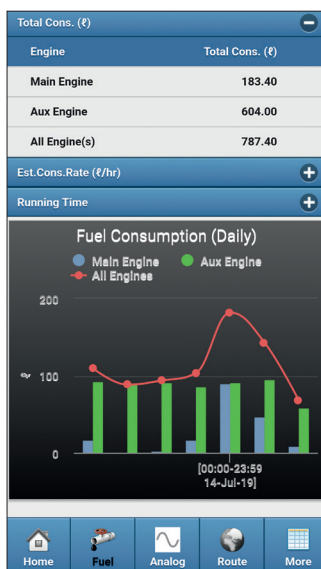 Total Cons. (ℓ)
Engine Total Cons. (ℓ)
Main Engine 183.40
Aux Engine 604.00
All Engine(s) 787.40
Est.Cons.Rate (ℓ/hr)
Running Time
Fuel Consumption (Daily)
Main Engine Aux Engine
All Engines
200
100
0
[00:00-23:59
14-Jul-19]
Home Fuel Analog Route More